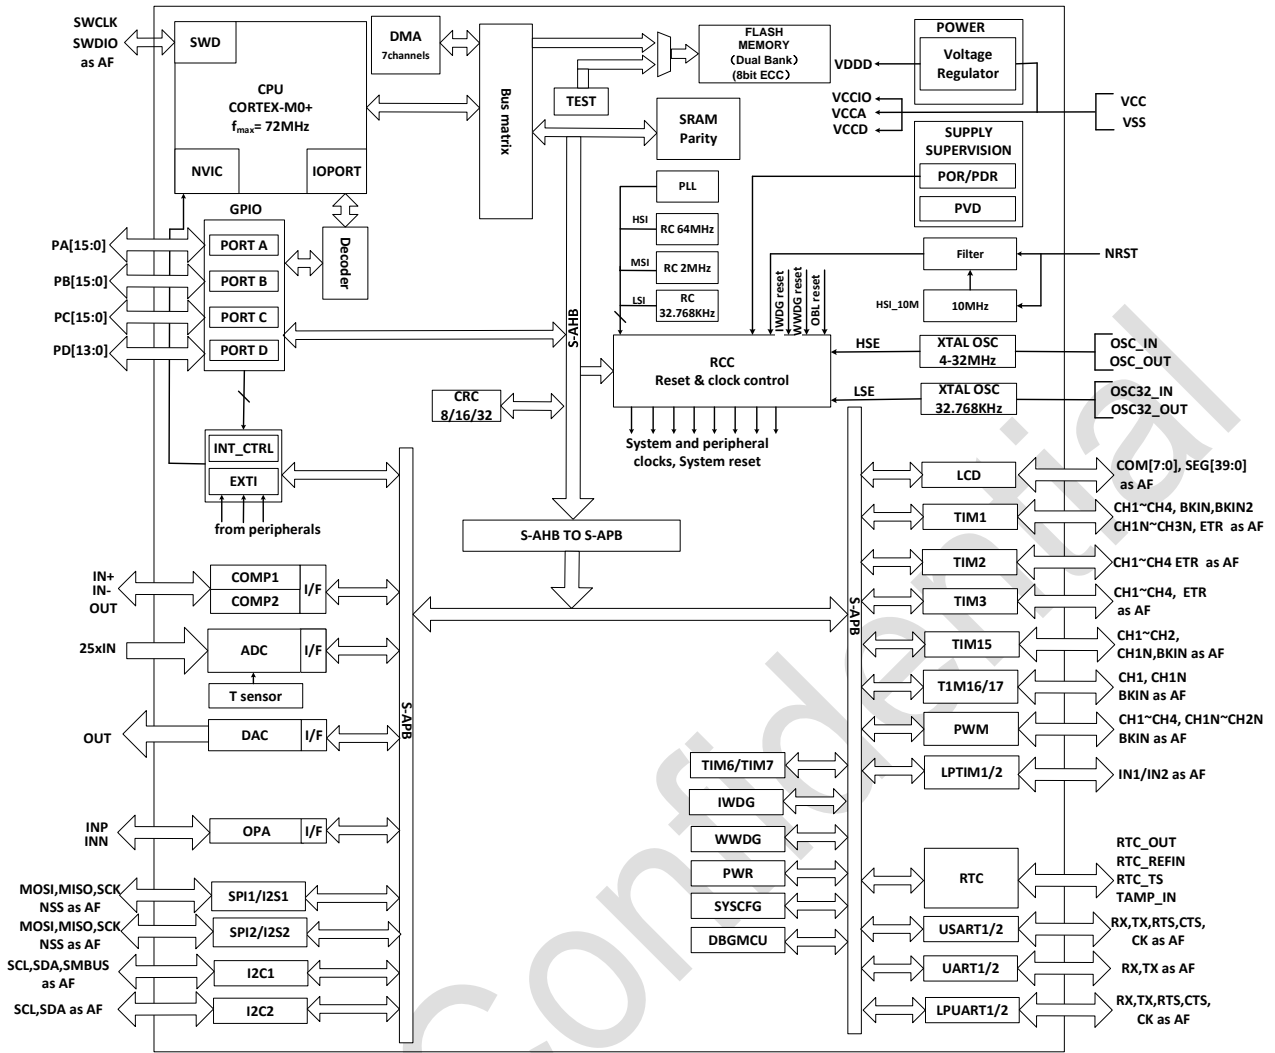 SWCLK
SWDIO
as AF
SWD
CPU
CORTEX-M0+
fmax= 72MHz
NVIC
IOPORT
DMA
7channels
Bus matrix
FLASH
MEMORY
(Dual Bank)
(8bit ECC)
TEST
SRAM
Parity
POWER
Voltage
Regulator
VDDD
VCCIO
VCCA
VCCD
VCC
VSS
SUPPLY
SUPERVISION
POR/PDR
PVD
GPIO
PORT A
PORT B
PORT C
PORT D
PA[15:0]
PB[15:0]
PC[15:0]
PD[13:0]
Decoder
PLL
HSI
RC 64MHz
MSI
RC 2MHz
LSI
RC
32.768KHz
IWDG reset
WWDG reset
OBL reset
Filter
NRST
HSI_10M
10MHz
S-AHB
RCC
Reset & clock control
HSE
XTAL OSC
4-32MHz
OSC_IN
OSC_OUT
LSE
XTAL OSC
32.768KHz
OSC32_IN
OSC32_OUT
CRC
8/16/32
System and peripheral
clocks, System reset
INT_CTRL
EXTI
from peripherals
S-AHB TO S-APB
S-APB
S-APB
IN+
IN-
OUT
COMP1
COMP2
I/F
25xIN
ADC
I/F
T sensor
OUT
DAC
I/F
INP
INN
OPA
I/F
MOSI,MISO,SCK
NSS as AF
SPI1/I2S1
MOSI,MISO,SCK
NSS as AF
SPI2/I2S2
SCL,SDA,SMBUS
as AF
I2C1
SCL,SDA as AF
I2C2
TIM6/TIM7
IWDG
WWDG
PWR
SYSCFG
DBGMCU
LCD
COM[7:0], SEG[39:0]
as AF
TIM1
CH1~CH4, BKIN,BKIN2
CH1N~CH3N, ETR as AF
TIM2
CH1~CH4 ETR as AF
TIM3
CH1~CH4, ETR
as AF
TIM15
CH1~CH2,
CH1N,BKIN as AF
T1M16/17
CH1, CH1N
BKIN as AF
PWM
CH1~CH4, CH1N~CH2N
BKIN as AF
LPTIM1/2
IN1/IN2 as AF
RTC
RTC_OUT
RTC_REFIN
RTC_TS
TAMP_IN
USART1/2
RX,TX,RTS,CTS,
CK as AF
UART1/2
RX,TX as AF
LPUART1/2
RX,TX,RTS,CTS,
CK as AF
Confidential